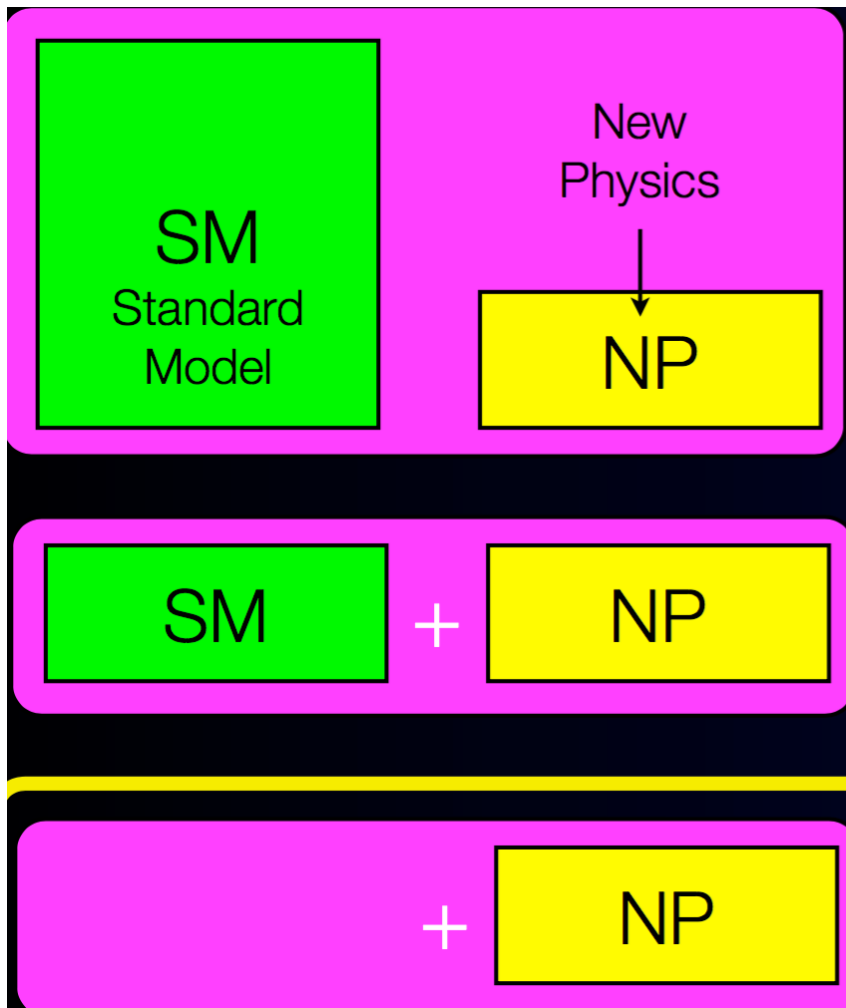 SM
Standard
Model
New
Physics
NP
SM + NP
+ NP